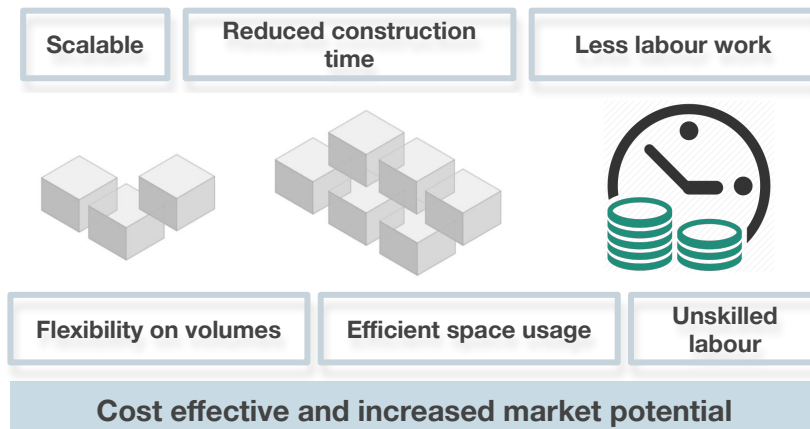 Scalable
Reduced construction
time
Less labour work
Flexibility on volumes
Efficient space usage
Unskilled
labour
Cost effective and increased market potential